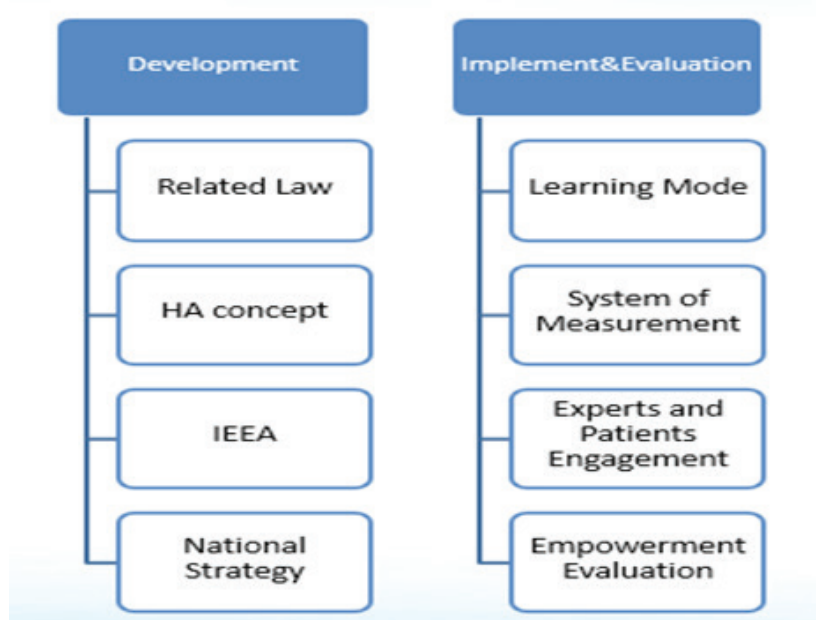 Development
Related Law
HA concept
IEEA
National
Strategy
Implement&Evaluation
Learning Mode
System of
Measurement
Experts and
Patients
Engagement
Empowerment
Evaluation